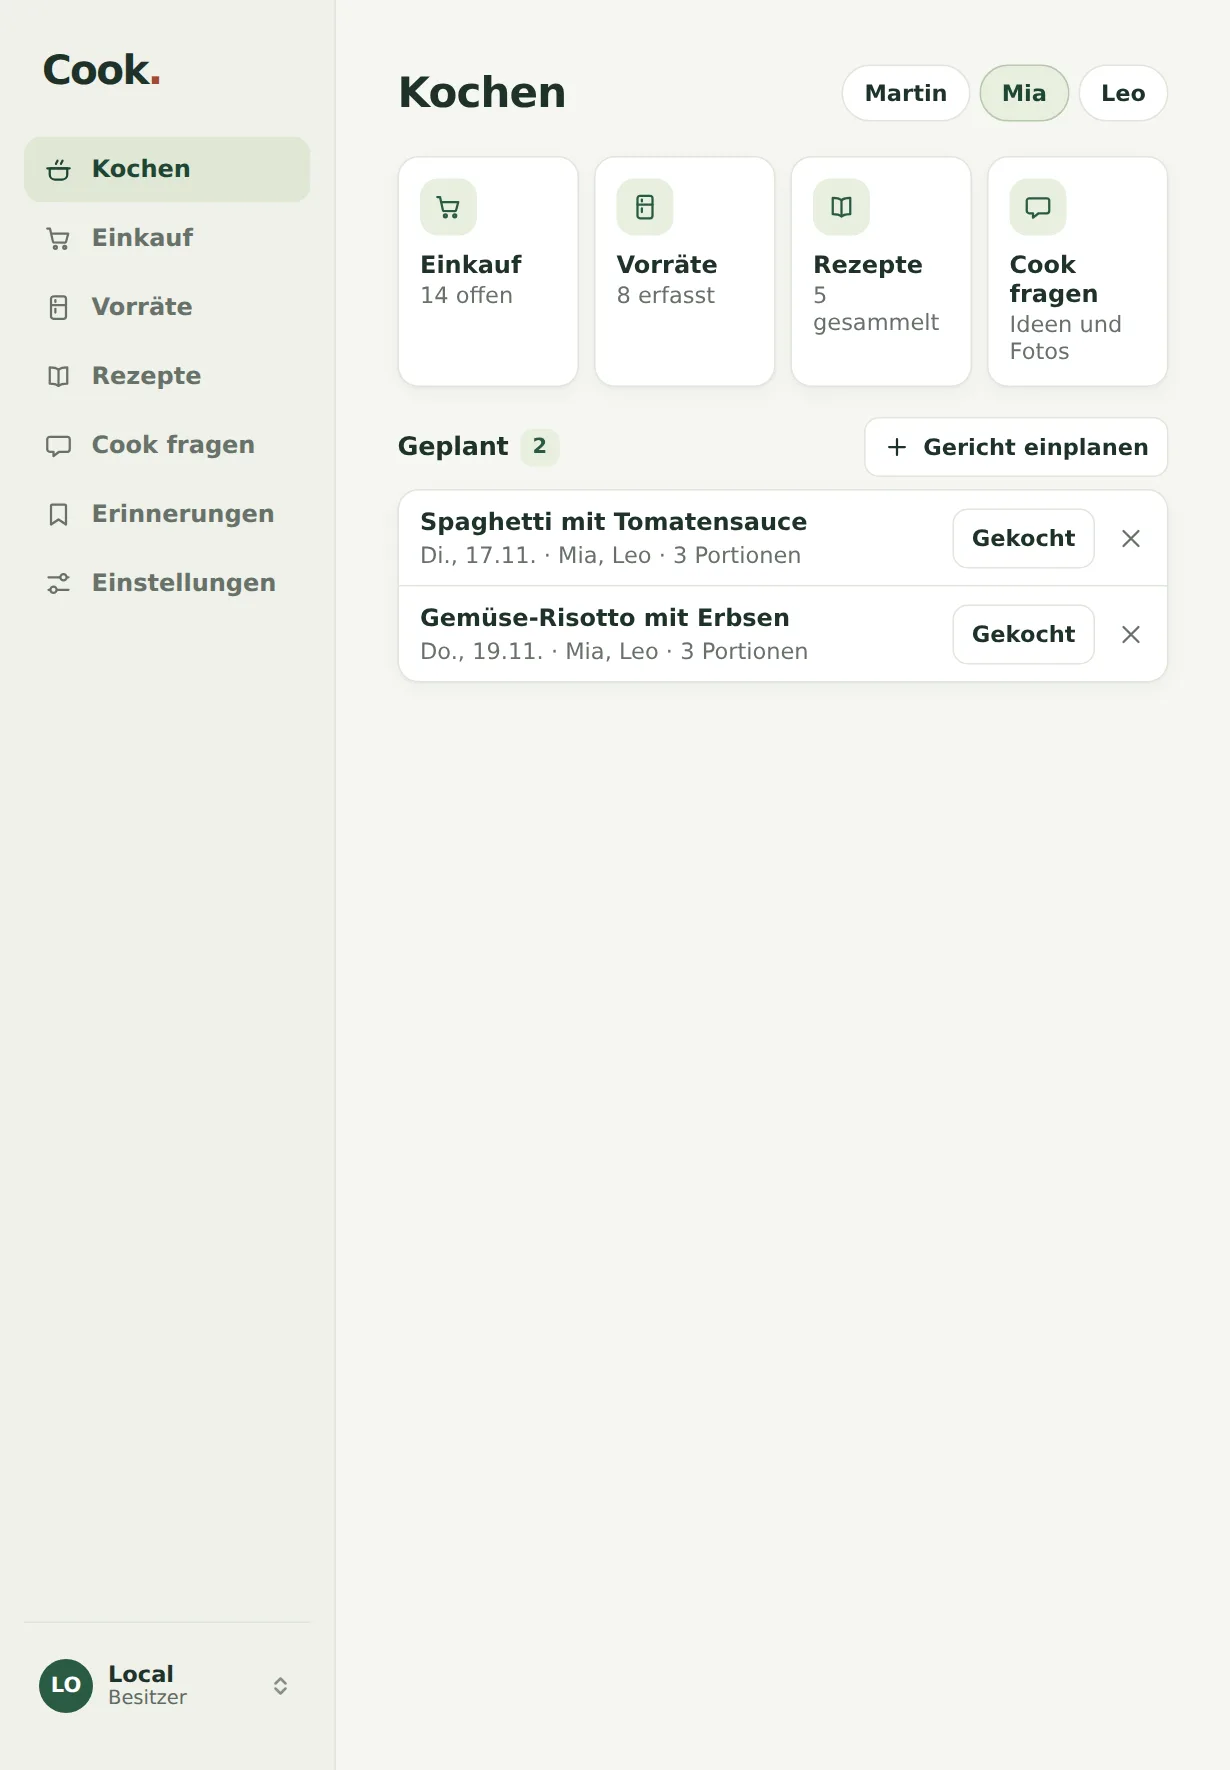 Cook.
Kochen
Einkauf
Vorräte
Rezepte
Cook fragen
Erinnerungen
Einstellungen
LO
Local
Besitzer
Kochen
Martin
Mia
Leo
Einkauf
14 offen
Vorräte
8 erfasst
Rezepte
5
gesammelt
Cook
fragen
Ideen und
Fotos
Geplant 2
Gericht einplanen
Spaghetti mit Tomatensauce
Di., 17.11. · Mia, Leo · 3 Portionen
Gekocht
Gemüse-Risotto mit Erbsen
Do., 19.11. · Mia, Leo · 3 Portionen
Gekocht